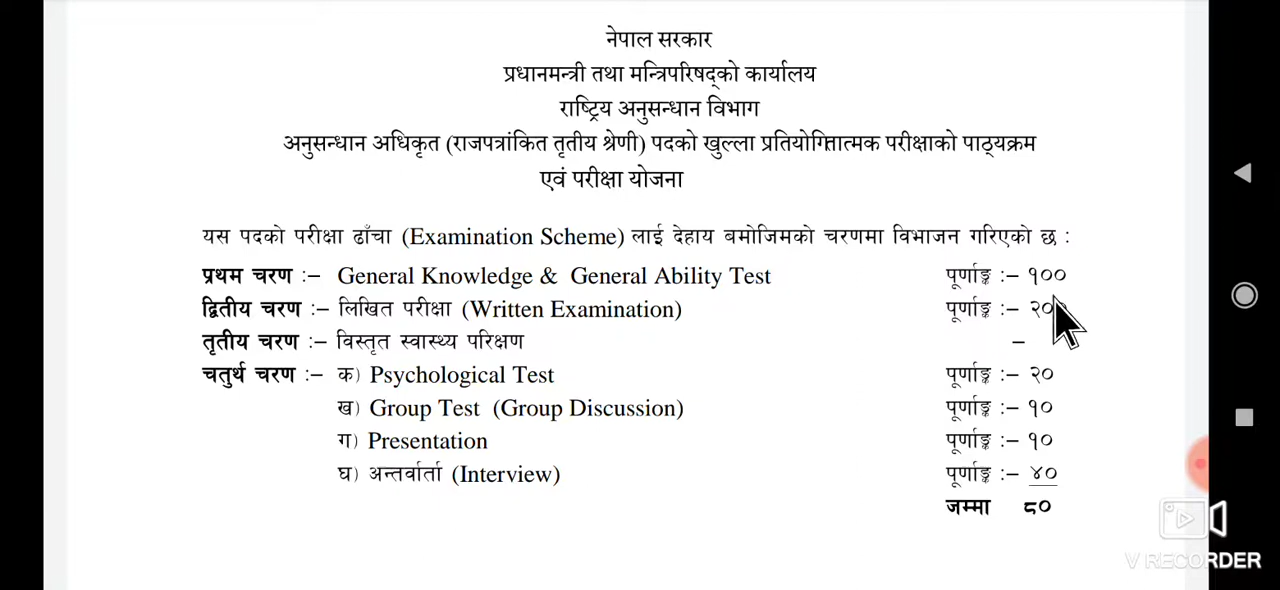 नेपाल सरकार
प्रधानमन्त्री तथा मन्त्रिपरिषद्को कार्यालय
राष्ट्रिय अनुसन्धान विभाग
अनुसन्धान अधिकृत (राजपत्रांकित तृतीय श्रेणी) पदको खुल्ला प्रतियोगितात्मक परीक्षाको पाठ्यक्रम
एवं परीक्षा योजना
यस पदको परीक्षा ढाँचा (Examination Scheme) लाई देहाय बमोजिमको चरणमा विभाजन गरिएको छ :
प्रथम चरण :– General Knowledge & General Ability Test पूर्णाङ्क :– १००
द्वितीय चरण :– लिखित परीक्षा (Written Examination) पूर्णाङ्क :–
तृतीय चरण :– विस्तृत स्वास्थ्य परिक्षण –
चतुर्थ चरण :– क) Psychological Test पूर्णाङ्क :– २०
ख) Group Test (Group Discussion) पूर्णाङ्क :– १०
ग) Presentation पूर्णाङ्क :– १०
घ) अन्तर्वार्ता (Interview) पूर्णाङ्क :– ४०
जम्मा ८०
V RECORDER